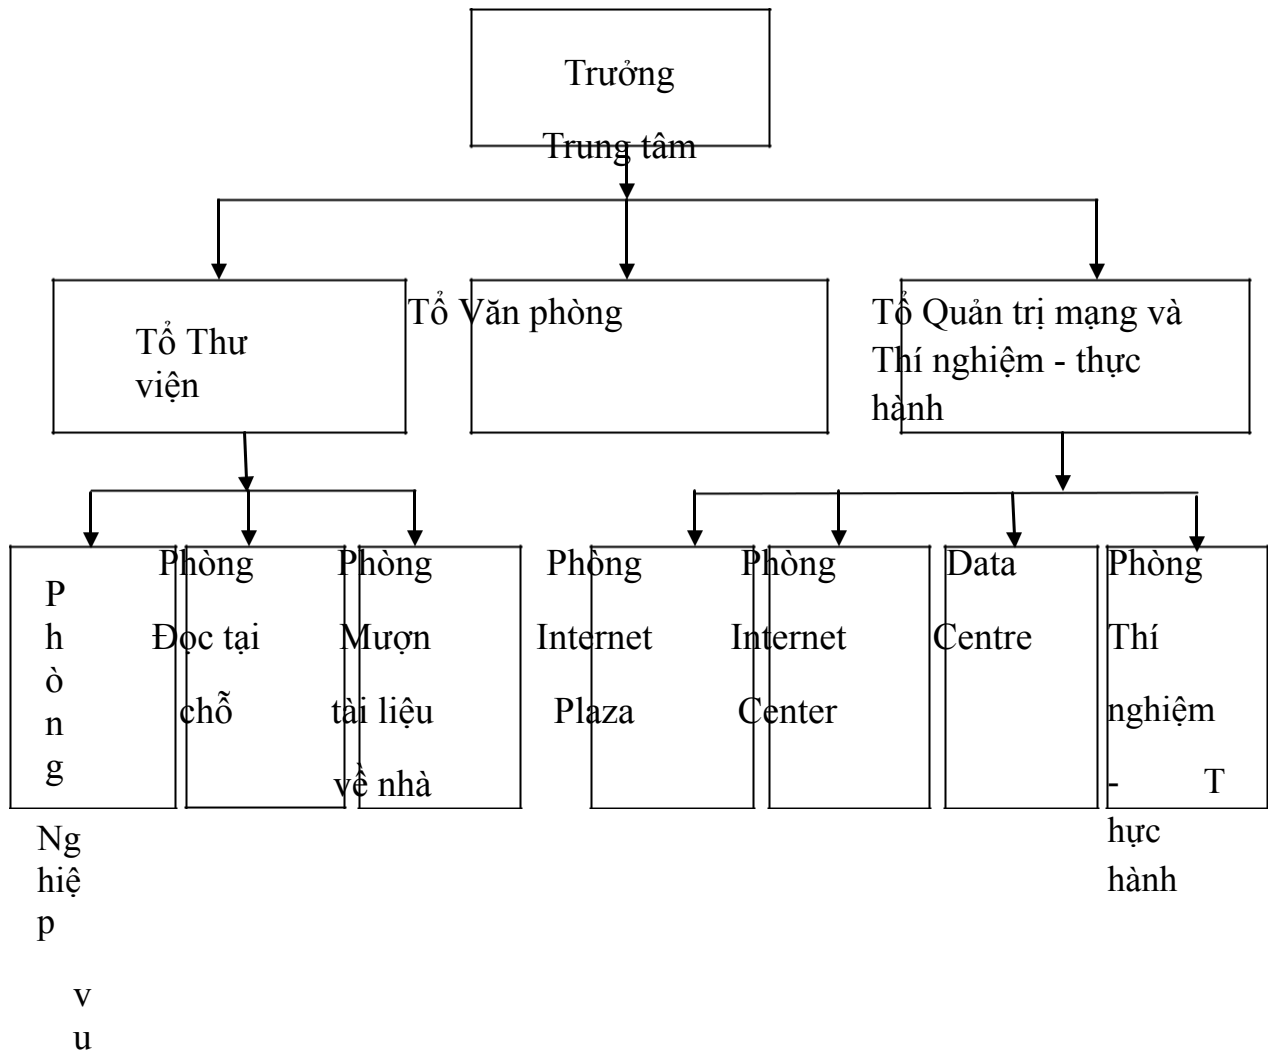 Trưởng
Trung tâm
Tổ Thư
viện
Tổ Văn phòng
Tổ Quản trị mạng và
Thí nghiệm - thực
hành
P
h
ò
n
g
Ng
hiệ
p
v
u
Phòng
Đọc tại
chỗ
Phòng
Mượn
tài liệu
về nhà
Phòng
Internet
Plaza
Phòng
Internet
Center
Data
Centre
Phòng
Thí
nghiệm
- T
hực
hành